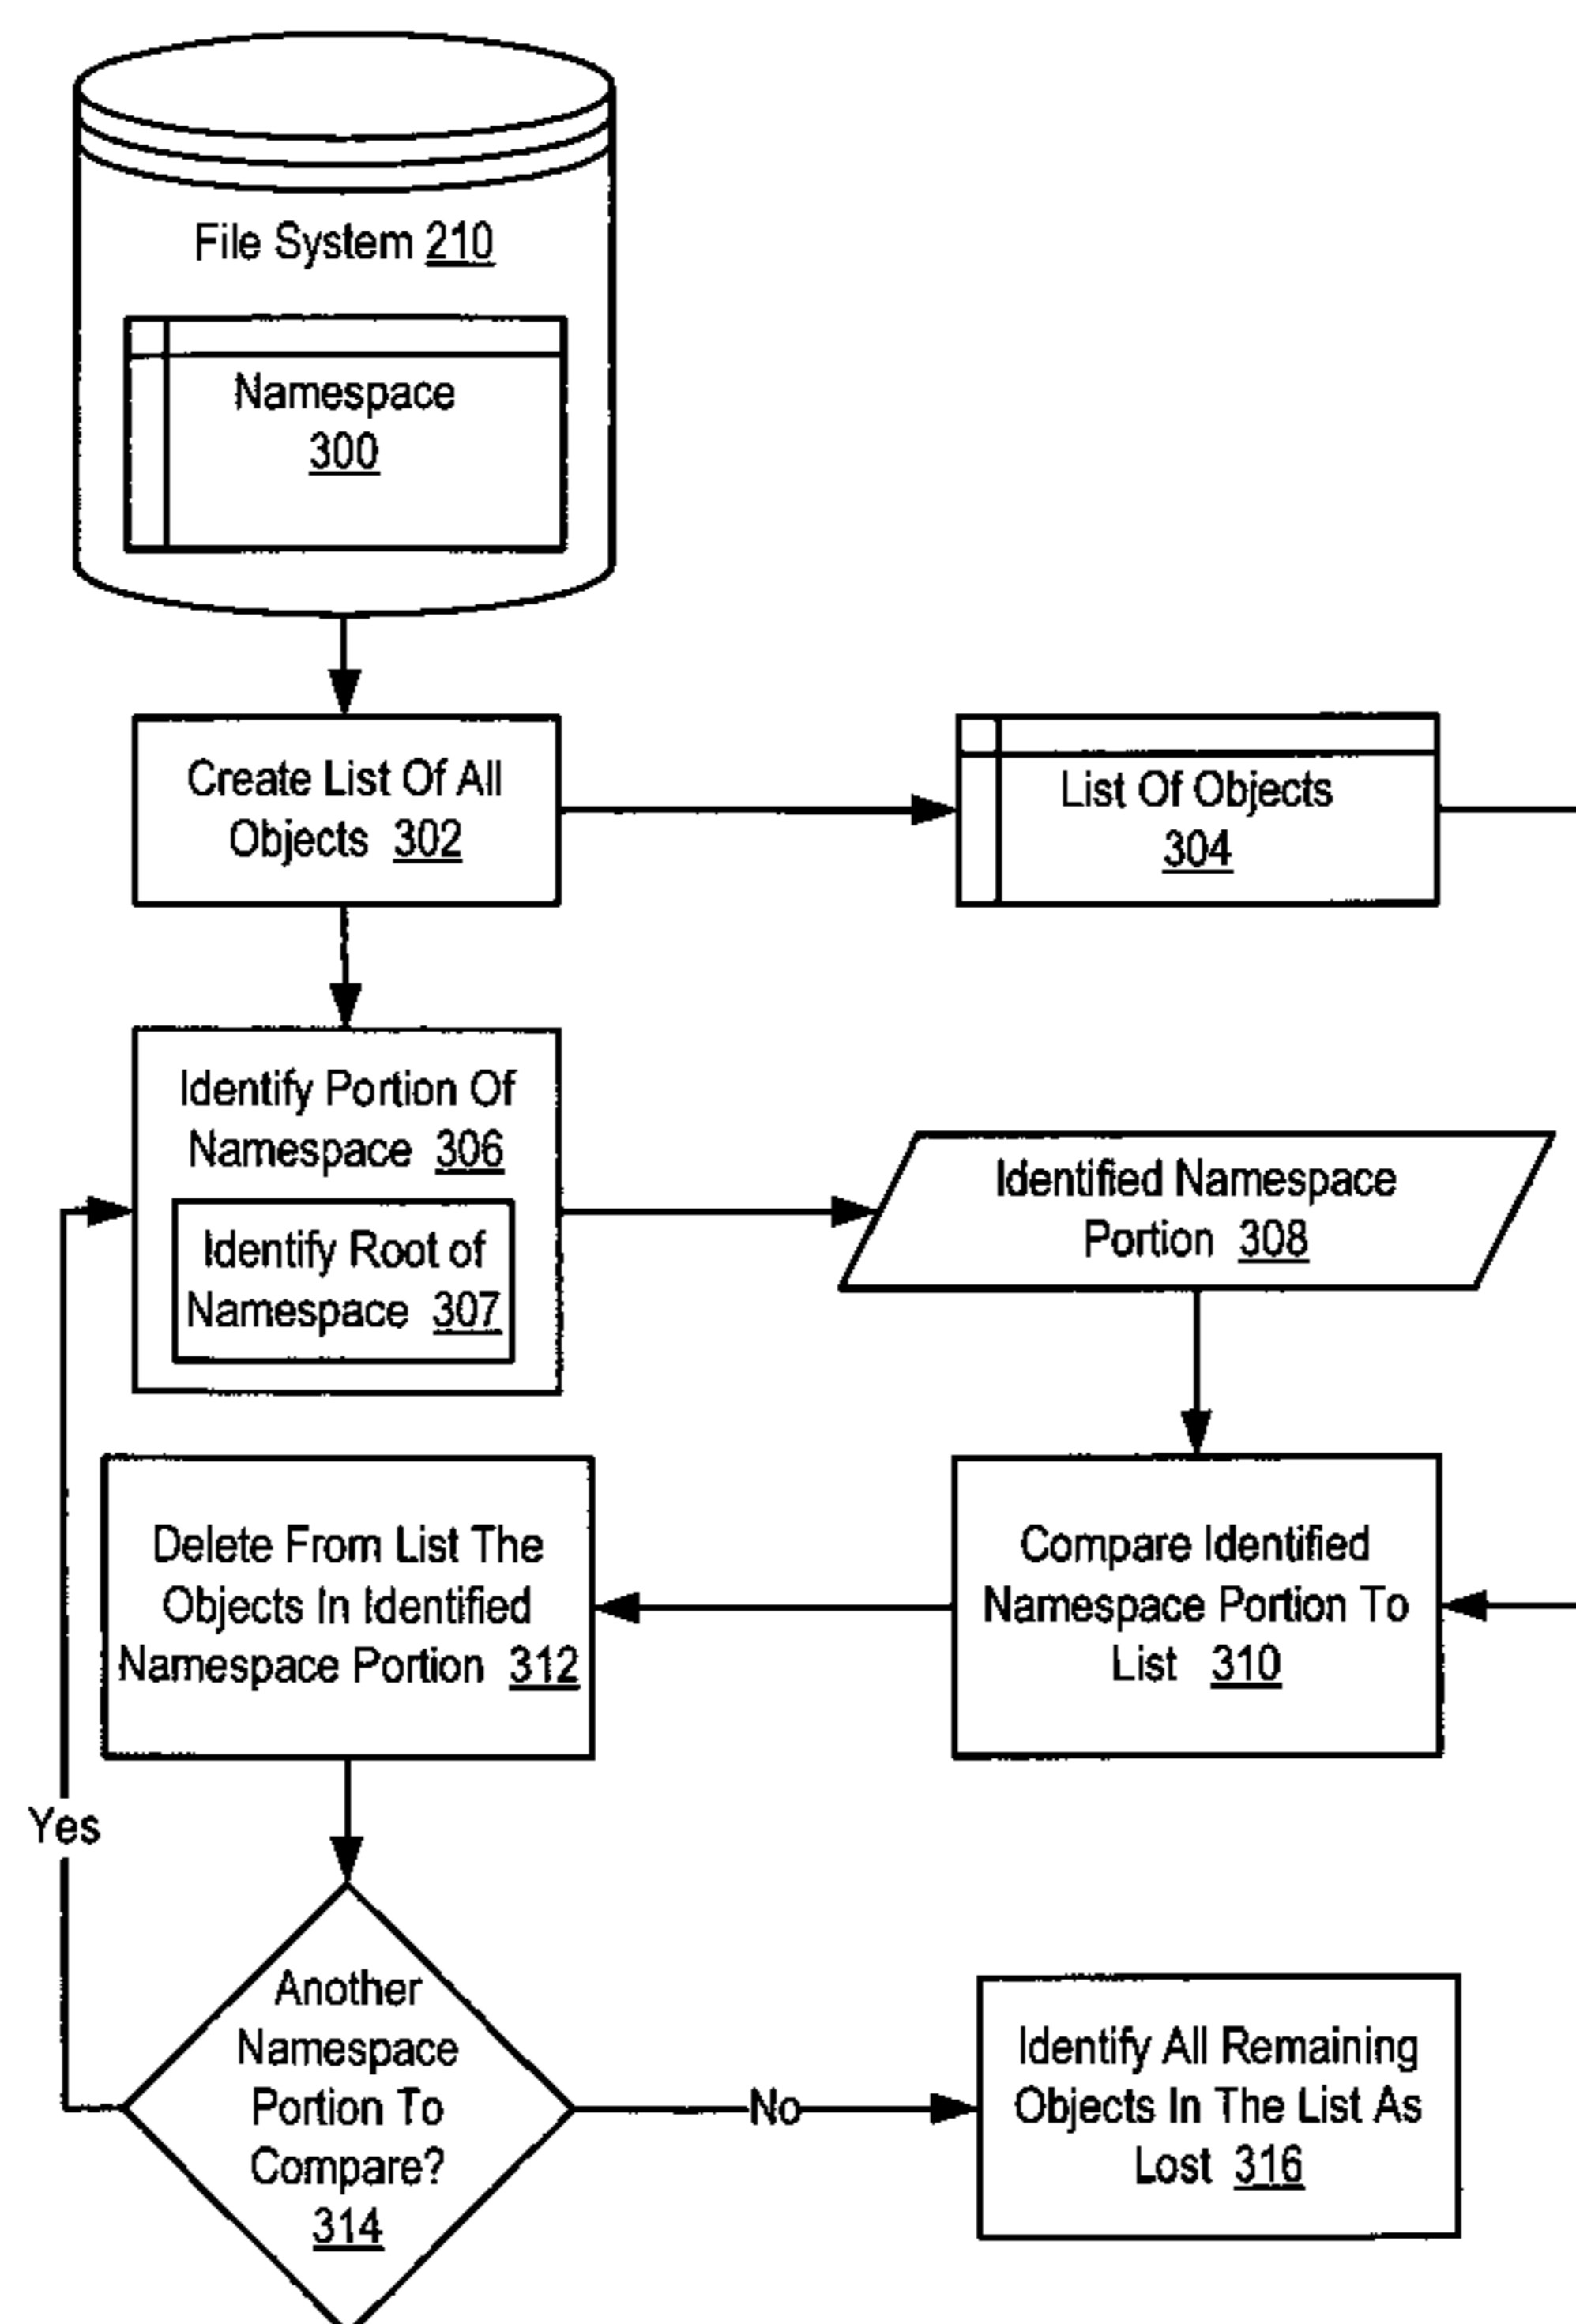 File System 210
Namespace
300
Create List Of All
Objects 302
List Of Objects
304
Identify Portion Of
Namespace 306
Identify Root of
Namespace 307
Identified Namespace
Portion 308
Delete From List The
Objects In Identified
Namespace Portion 312
Compare Identified
Namespace Portion To
List 310
Yes
Another
Namespace
Portion To
Compare?
314
No
Identify All Remaining
Objects In The List As
Lost 316